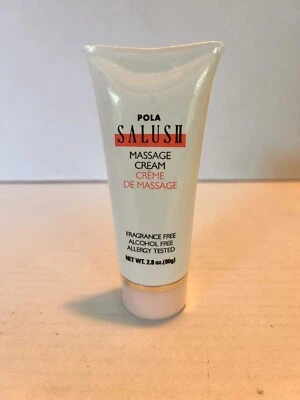 POLA
SALUS II
MASSAGE
CREAM
CRÈME
DE MASSAGE
FRAGRANCE FREE
ALCOHOL FREE
ALLERGY TESTED
NET WT. 2.8 oz.(80g)